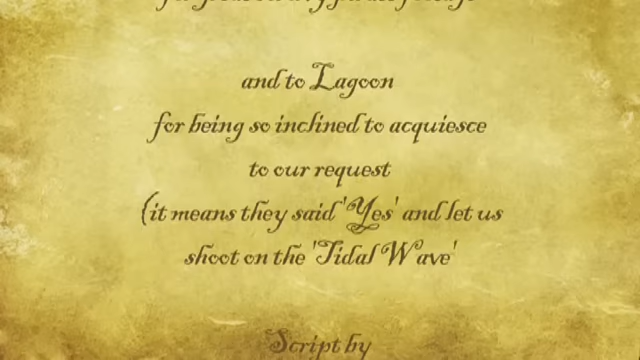 and to Lagoon
for being so inclined to acquiesce
to our request
(it means they said 'Yes' and let us
shoot on the 'Tidal Wave'
Script by